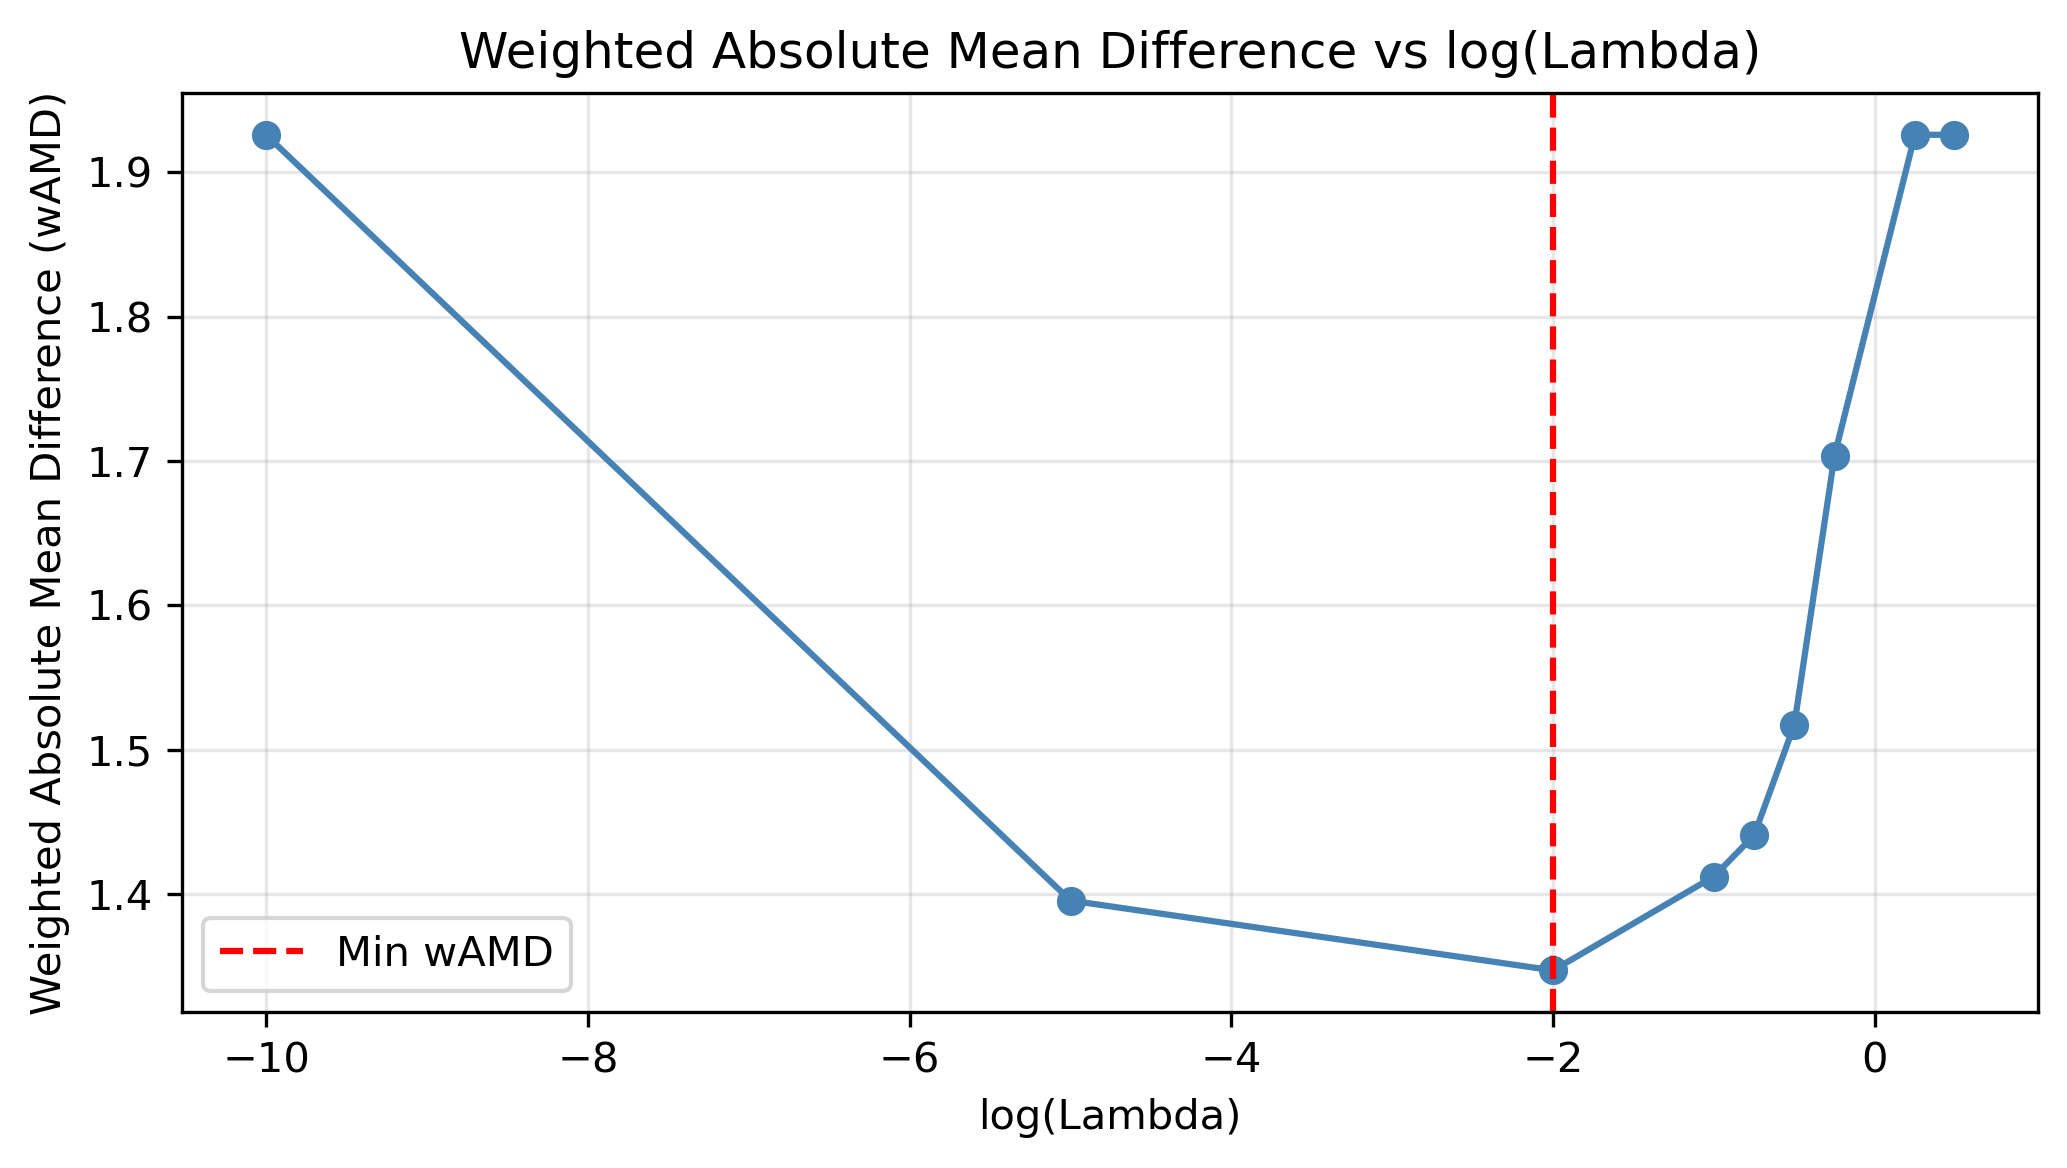 Weighted Absolute Mean Difference vs log(Lambda)
Weighted Absolute Mean Difference (wAMD)
1.9
1.8
1.7
1.6
1.5
1.4
Min wAMD
−10 −8 −6 −4 −2 0
log(Lambda)